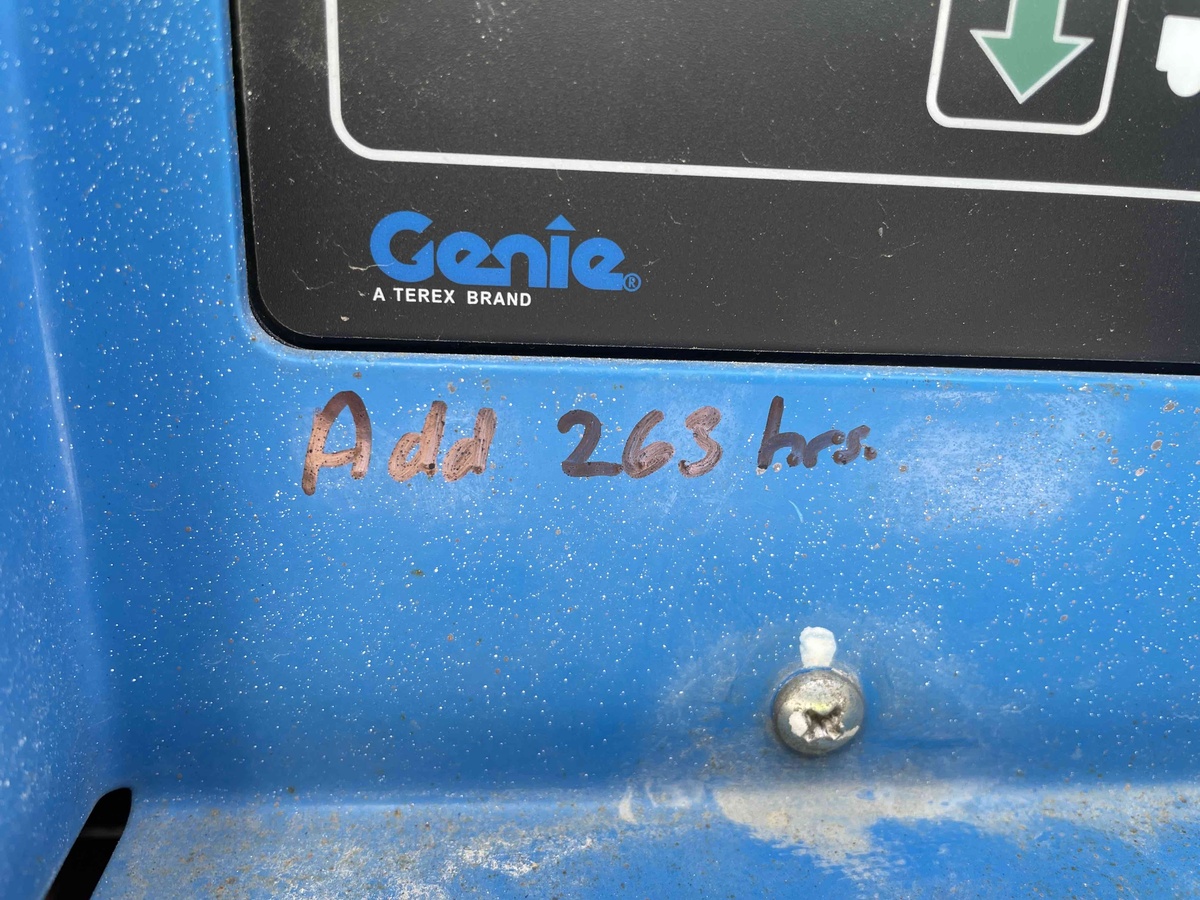 Genie®
A TEREX BRAND
Add 263 hrs.